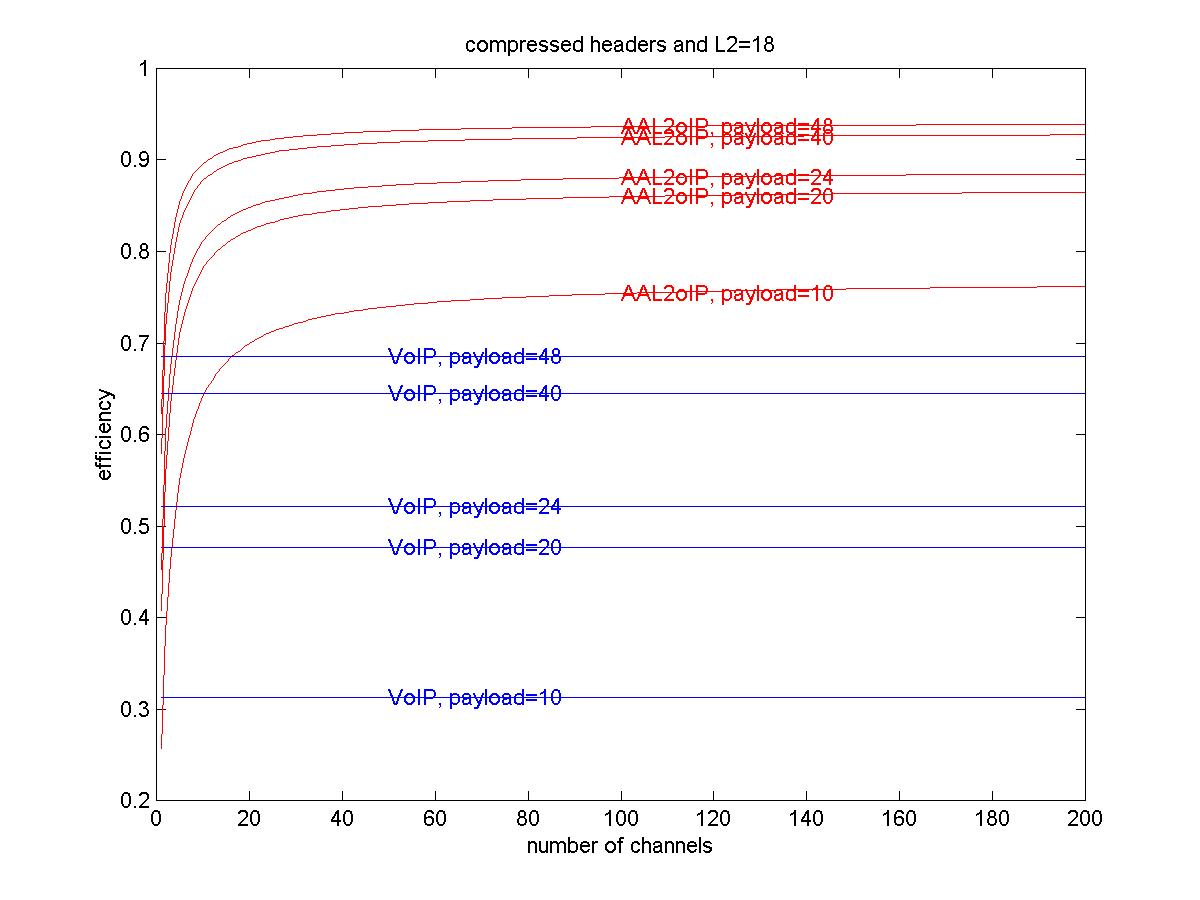 compressed headers and L2=18
1
0.9
0.8
0.7
0.6
0.5
0.4
0.3
0.2
efficiency
AAL2oIP, payload=48
AAL2oIP, payload=40
AAL2oIP, payload=24
AAL2oIP, payload=20
AAL2oIP, payload=10
VoIP, payload=48
VoIP, payload=40
VoIP, payload=24
VoIP, payload=20
VoIP, payload=10
0 20 40 60 80 100 120 140 160 180 200
number of channels